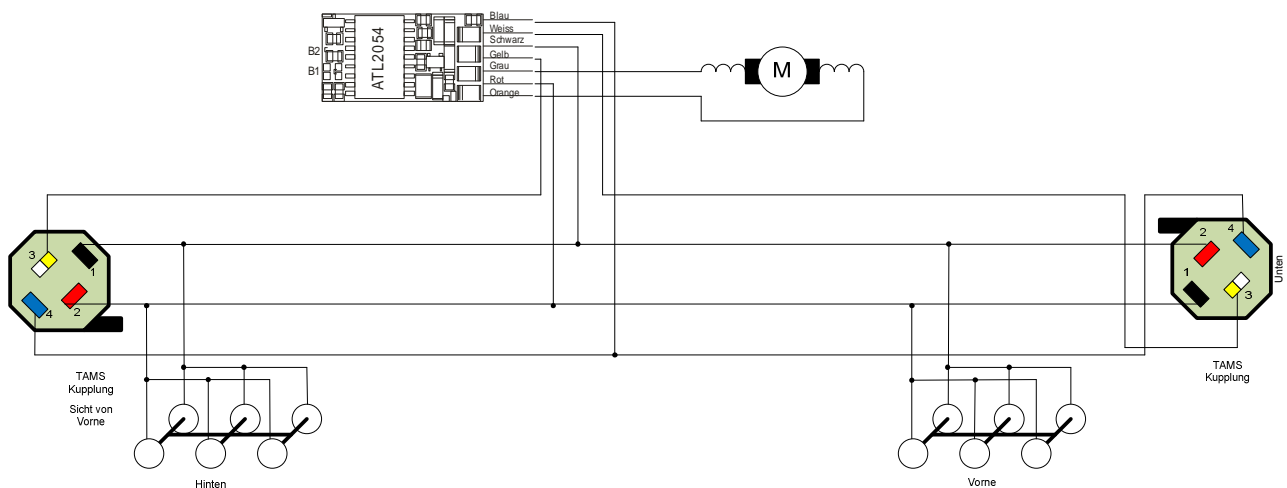 Blau
Weiss
Schwarz
Gelb
Grau
Rot
Orange
B2
B1
ATL2054
M
3
1
4
2
2
4
1
3
Unten
TAMS
Kupplung
Sicht von
Vorne
TAMS
Kupplung
Hinten
Vorne